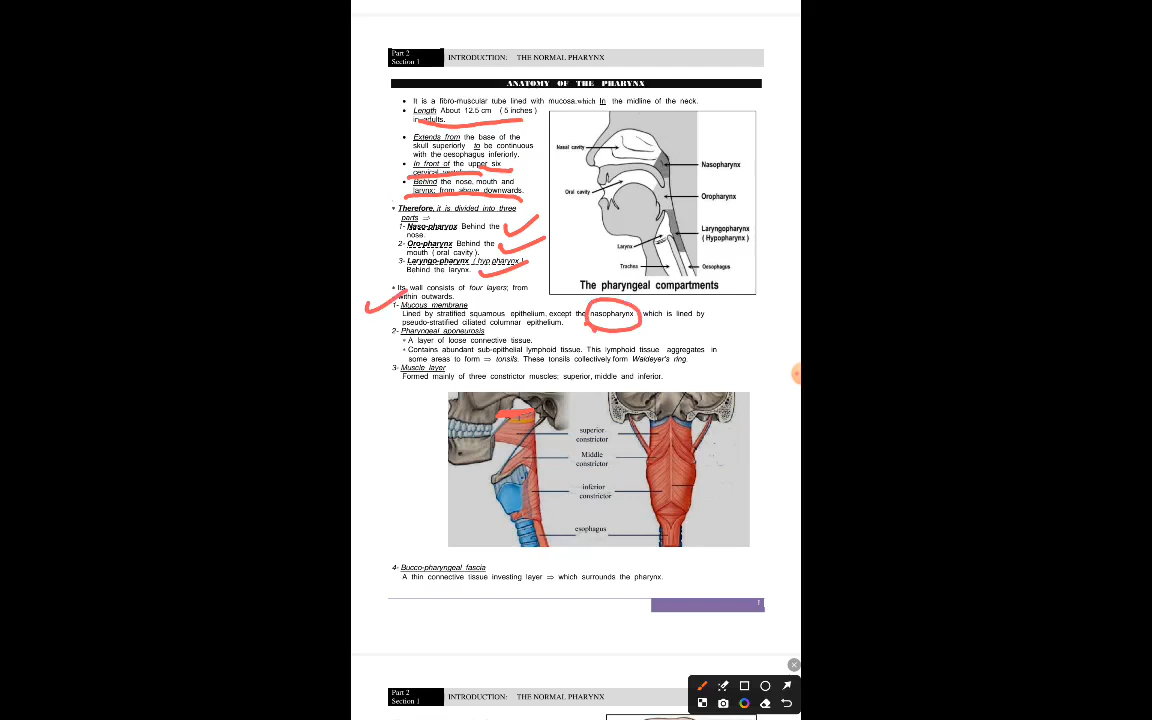 Part 2
Section 1
INTRODUCTION: THE NORMAL PHARYNX
ANATOMY OF THE PHARYNX
• It is a fibro-muscular tube lined with mucosa.which In the midline of the neck.
• Length About 12.5 cm ( 5 inches )
in adults.
• Extends from the base of the
skull superiorly to be continuous
with the oesophagus inferiorly.
• In front of the upper six
cervical vertebrae
• Behind the nose, mouth and
larynx; from above downwards.
* Therefore, it is divided into three
parts ⇒
1- Naso-pharynx Behind the
nose.
2- Oro-pharynx Behind the
mouth ( oral cavity ).
3- Laryngo-pharynx ( hyp.pharynx )
Behind the larynx.
Nasal cavity
Nasopharynx
Oral cavity
Oropharynx
Laryngopharynx
(Hypopharynx)
Larynx
Trachea
Oesophagus
The pharyngeal compartments
* Its wall consists of four layers; from
within outwards.
1- Mucous membrane
Lined by stratified squamous epithelium, except the nasopharynx which is lined by
pseudo-stratified ciliated columnar epithelium.
2- Pharyngeal aponeurosis
* A layer of loose connective tissue.
* Contains abundant sub-epithelial lymphoid tissue. This lymphoid tissue aggregates in
some areas to form ⇒ tonsils. These tonsils collectively form Waldeyer's ring.
3- Muscle layer
Formed mainly of three constrictor muscles; superior, middle and inferior.
superior
constrictor
Middle
constrictor
inferior
constrictor
esophagus
4- Bucco-pharyngeal fascia
A thin connective tissue investing layer ⇒ which surrounds the pharynx.
1
Part 2
Section 1
INTRODUCTION: THE NORMAL PHARYNX